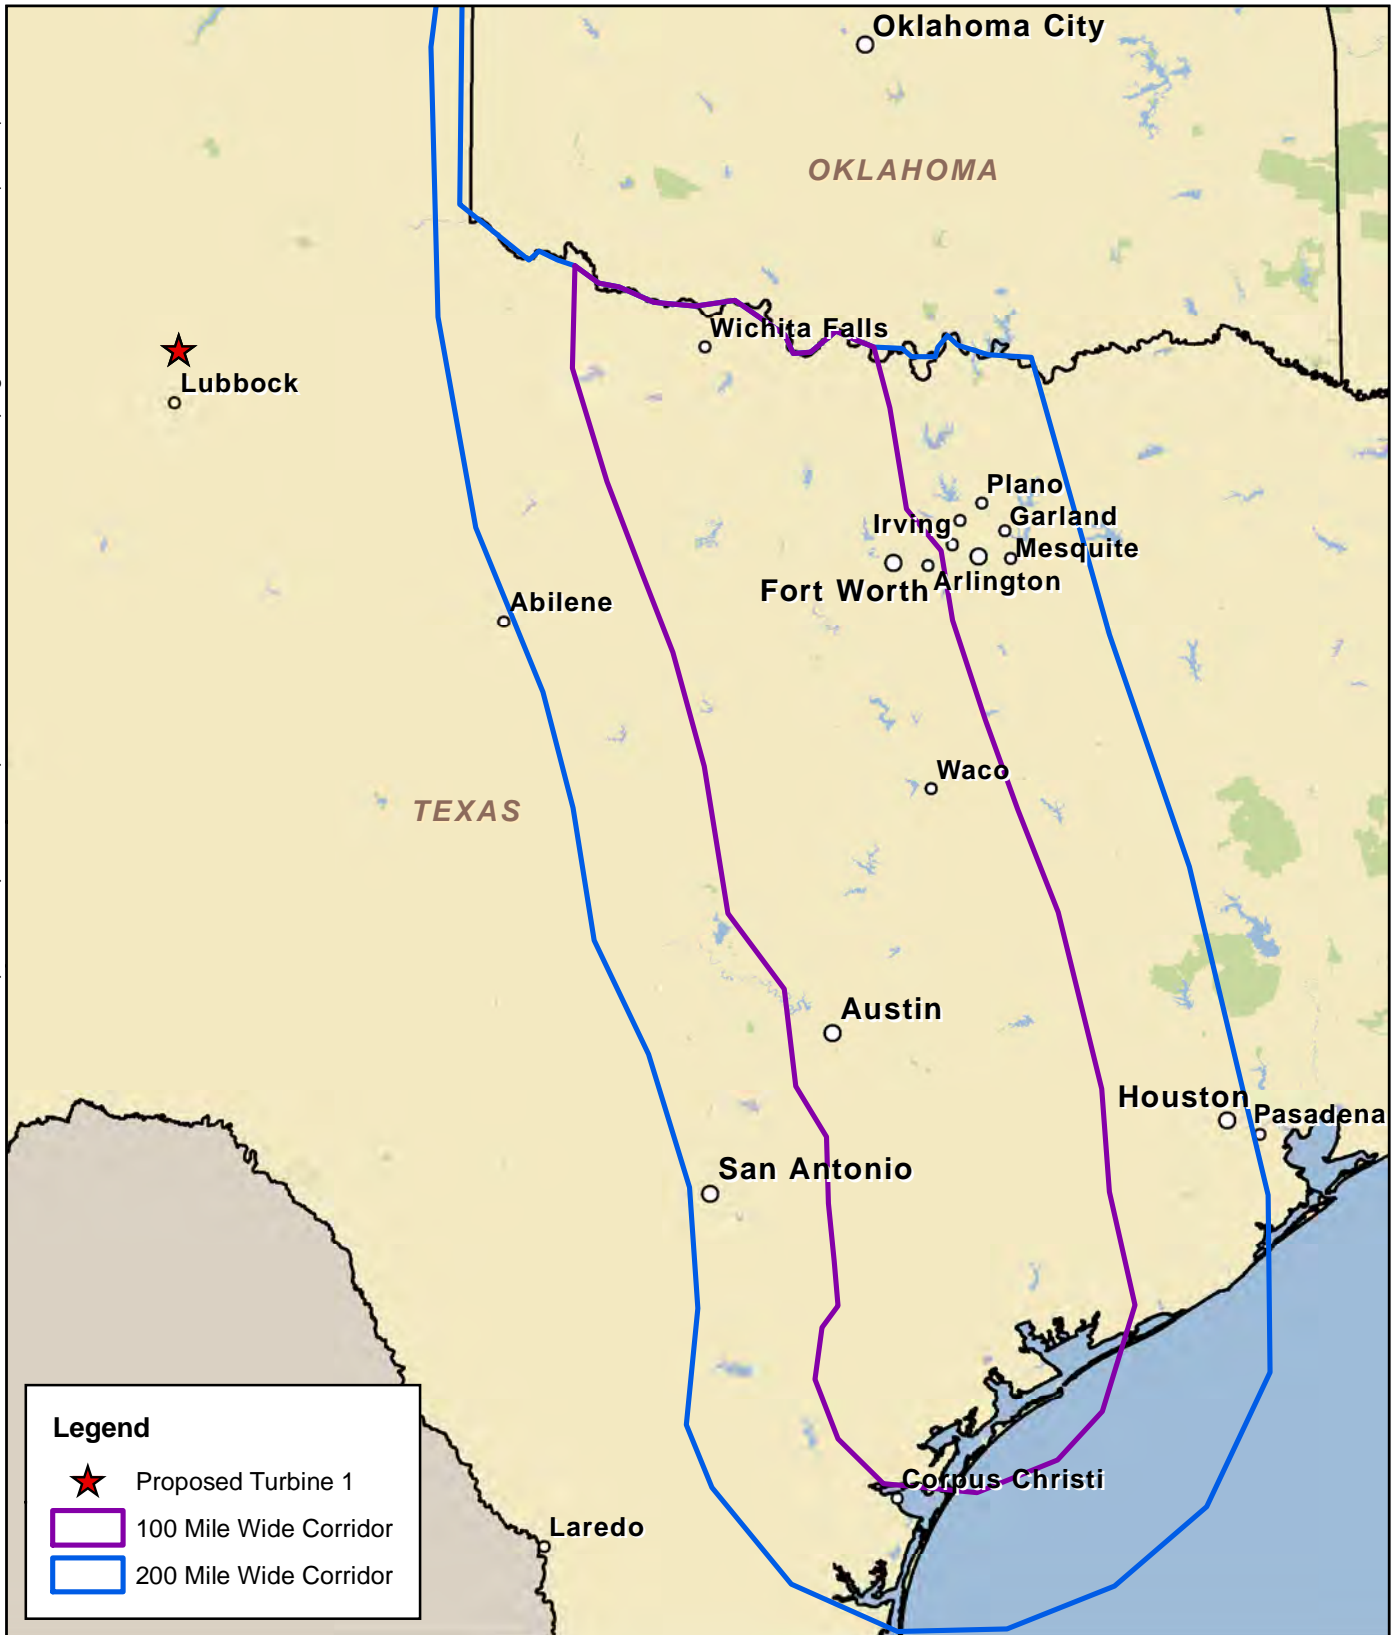 Oklahoma City
OKLAHOMA
Wichita Falls
Lubbock
Plano
Irving
Garland
Mesquite
Fort Worth
Arlington
Abilene
Waco
TEXAS
Austin
Houston
Pasadena
San Antonio
Corpus Christi
Laredo
Legend
Proposed Turbine 1
100 Mile Wide Corridor
200 Mile Wide Corridor